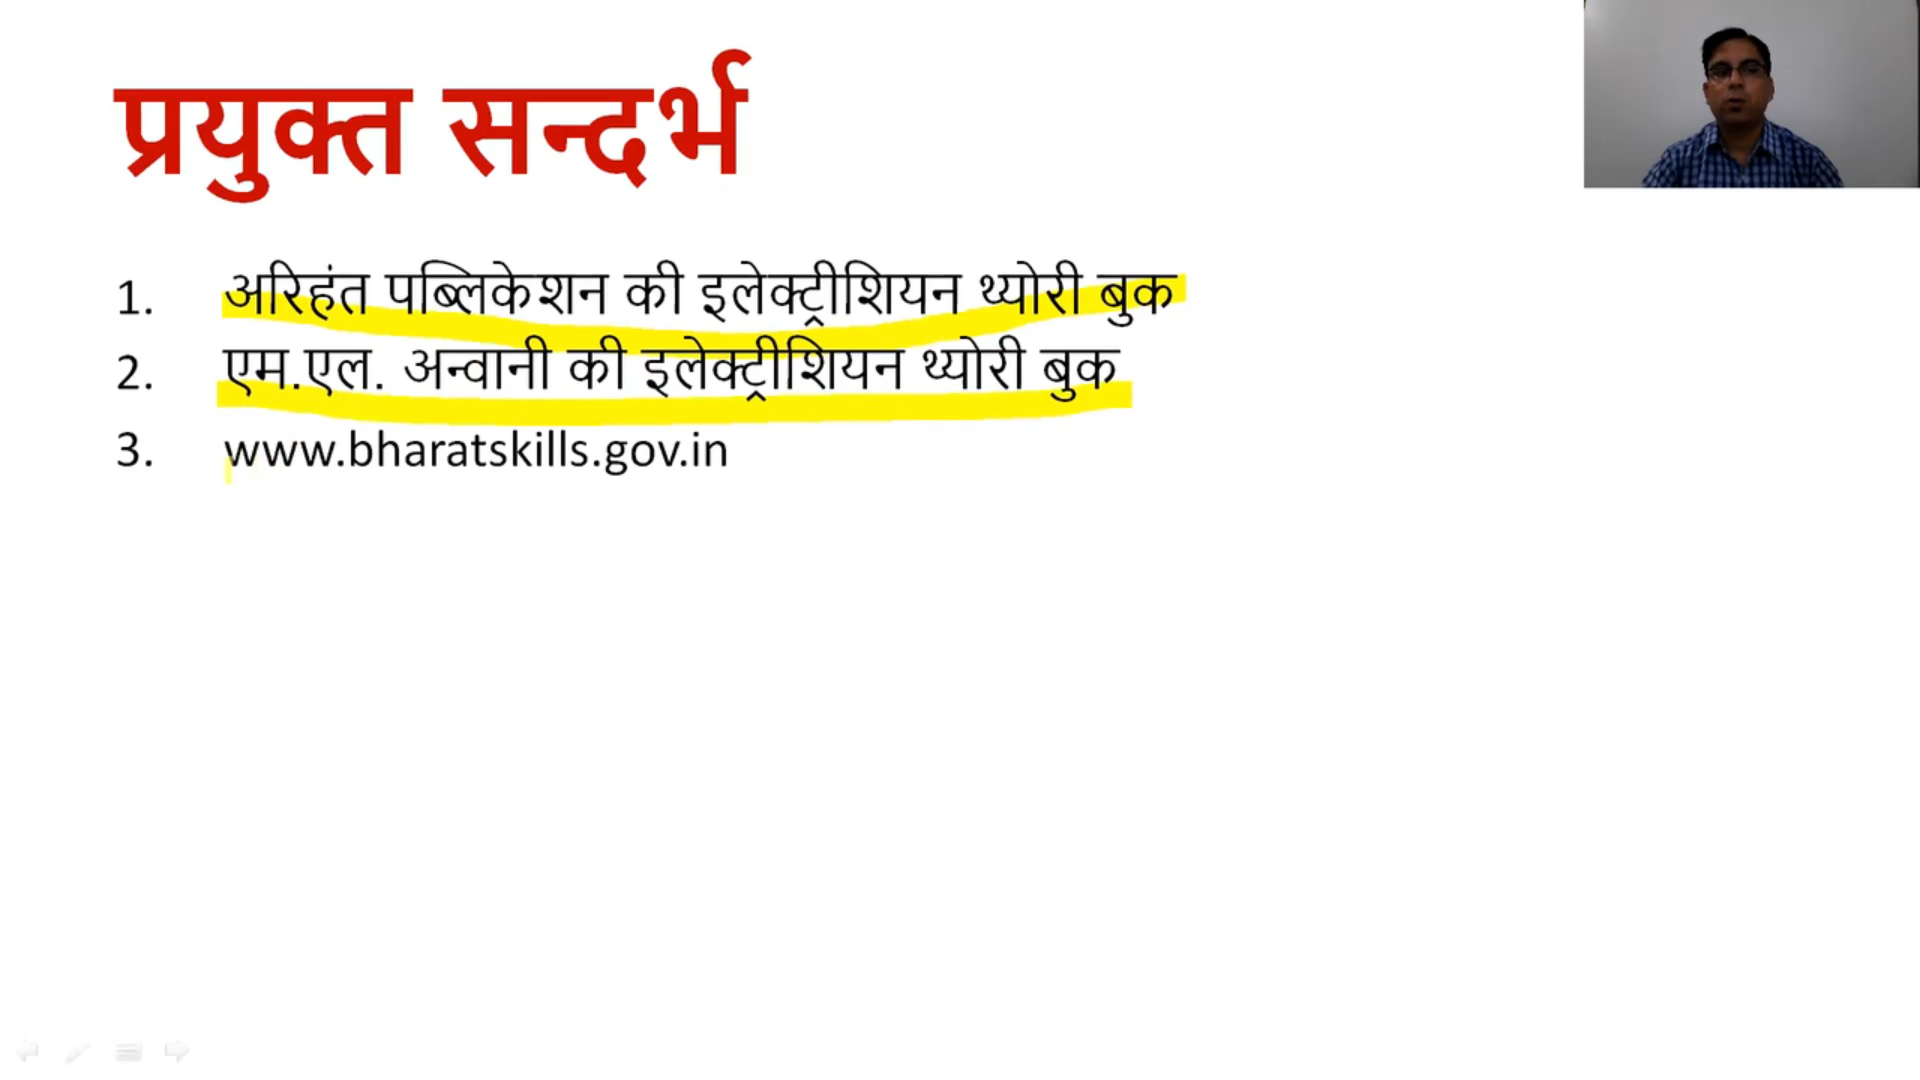 प्रयुक्त सन्दर्भ
1. अरिहंत पब्लिकेशन की इलेक्ट्रीशियन थ्योरी बुक
2. एम.एल. अन्वानी की इलेक्ट्रीशियन थ्योरी बुक
3. www.bharatskills.gov.in